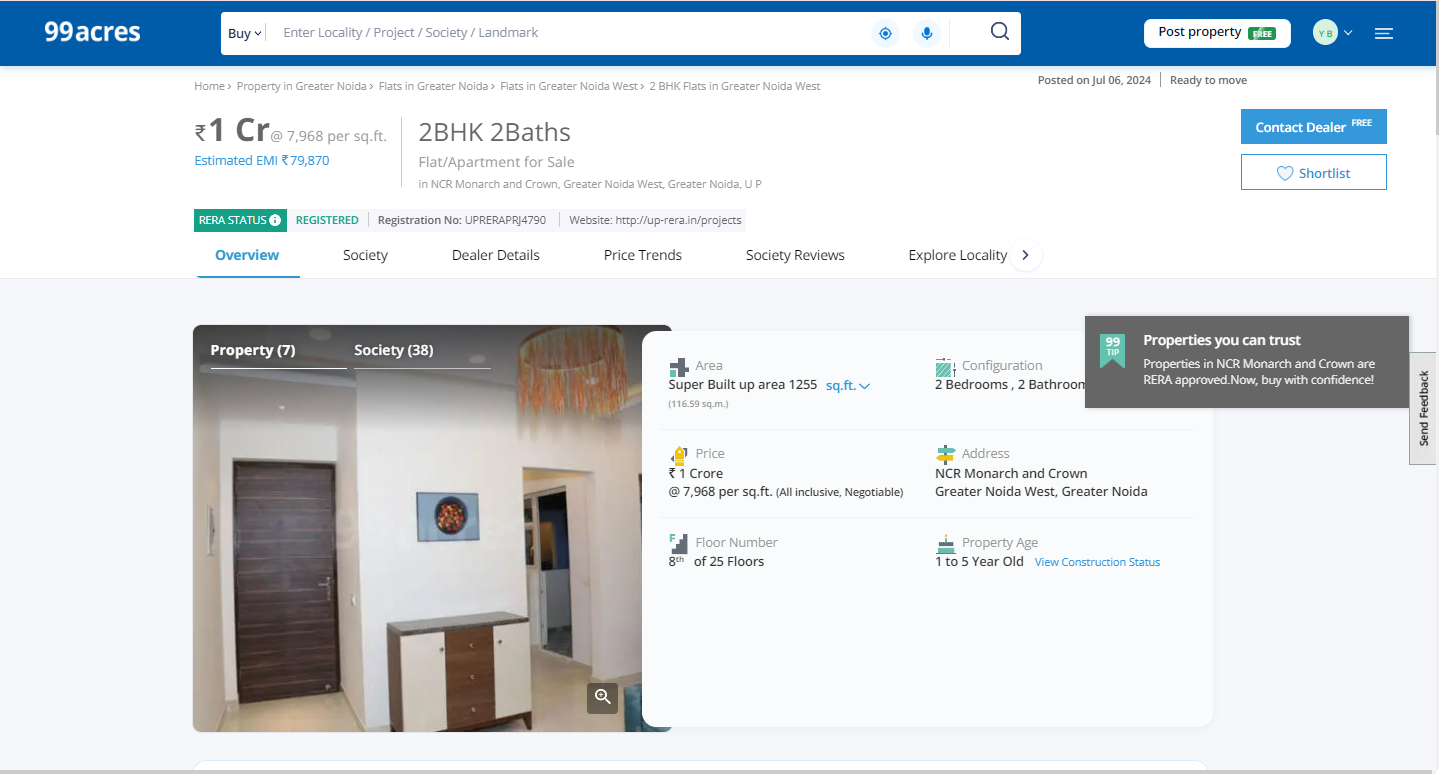 99acres
Buy
Enter Locality / Project / Society / Landmark
Post property FREE
Y B
Home › Property in Greater Noida › Flats in Greater Noida › Flats in Greater Noida West › 2 BHK Flats in Greater Noida West
Posted on Jul 06, 2024 | Ready to move
₹1 Cr @ 7,968 per sq.ft.
Estimated EMI ₹79,870
2BHK 2Baths
Flat/Apartment for Sale
in NCR Monarch and Crown, Greater Noida West, Greater Noida, U P
Contact Dealer FREE
Shortlist
RERA STATUS REGISTERED Registration No: UPRERAPRJ4790 Website: http://up-rera.in/projects
Overview Society Dealer Details Price Trends Society Reviews Explore Locality
Property (7) Society (38)
Area
Super Built up area 1255 sq.ft.
(116.59 sq.m.)
Configuration
2 Bedrooms , 2 Bathroom
Price
₹ 1 Crore
@ 7,968 per sq.ft. (All inclusive, Negotiable)
Address
NCR Monarch and Crown
Greater Noida West, Greater Noida
Floor Number
8th of 25 Floors
Property Age
1 to 5 Year Old View Construction Status
99
TIP
Properties you can trust
Properties in NCR Monarch and Crown are
RERA approved.Now, buy with confidence!
Send Feedback